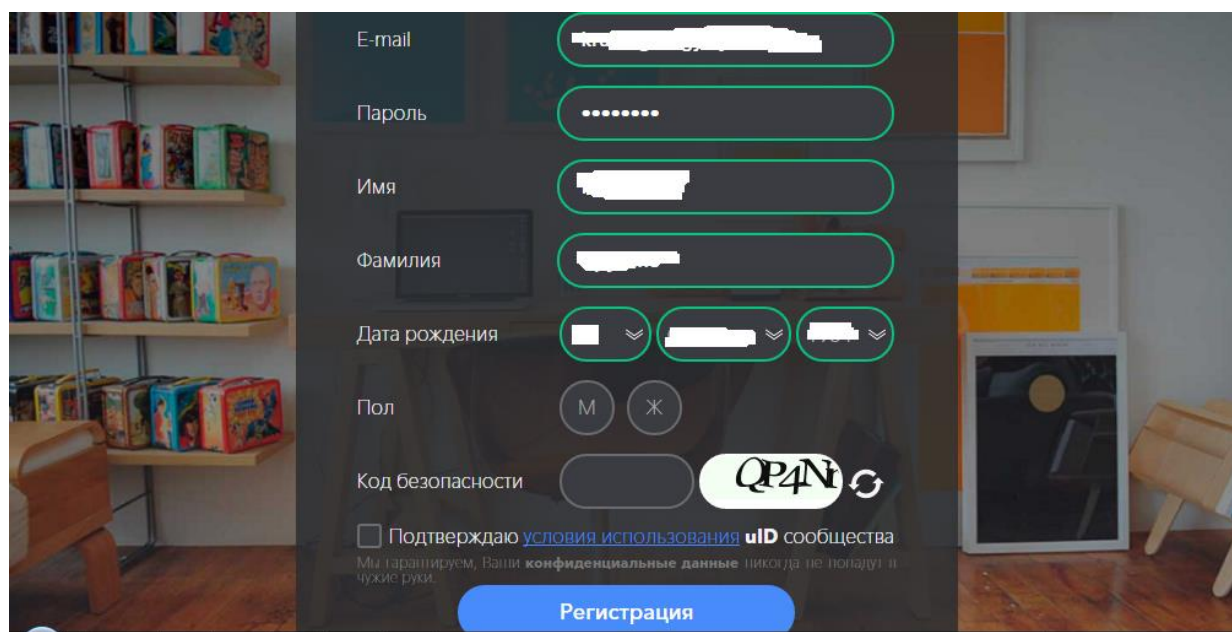 E-mail
Пароль
••••••••
Имя
Фамилия
Дата рождения
Пол
М Ж
Код безопасности
Подтверждаю условия использования uID сообщества
Мы гарантируем, Ваши конфиденциальные данные никогда не попадут в
чужие руки.
Регистрация